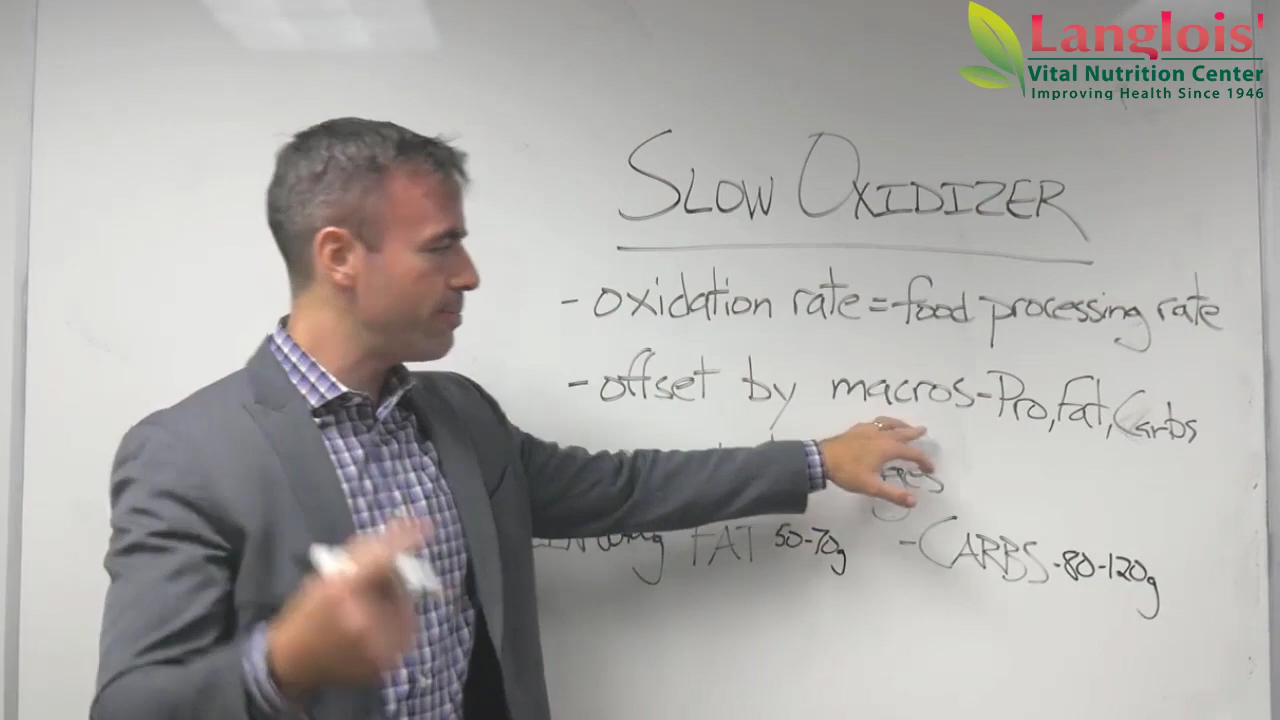 Langlois'
Vital Nutrition Center
Improving Health Since 1946
SLOW OXIDIZER
- oxidation rate = food processing rate
- offset by macros - Pro, Fat, Carbs
FAT 50-70g - CARBS - 80-120g